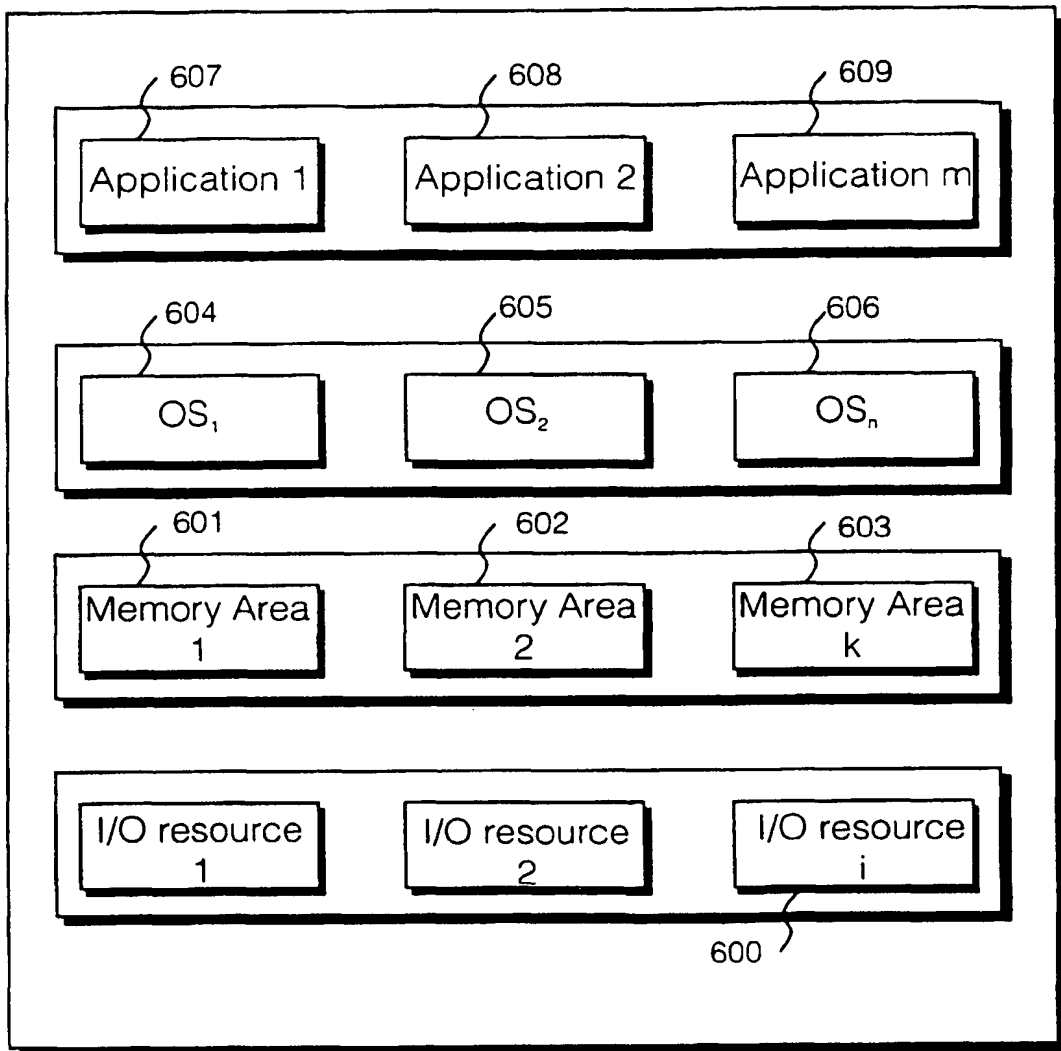 607
608
609
Application 1
Application 2
Application m
604
605
606
OS₁
OS₂
OSₙ
601
602
603
Memory Area
1
Memory Area
2
Memory Area
k
I/O resource
1
I/O resource
2
I/O resource
i
600